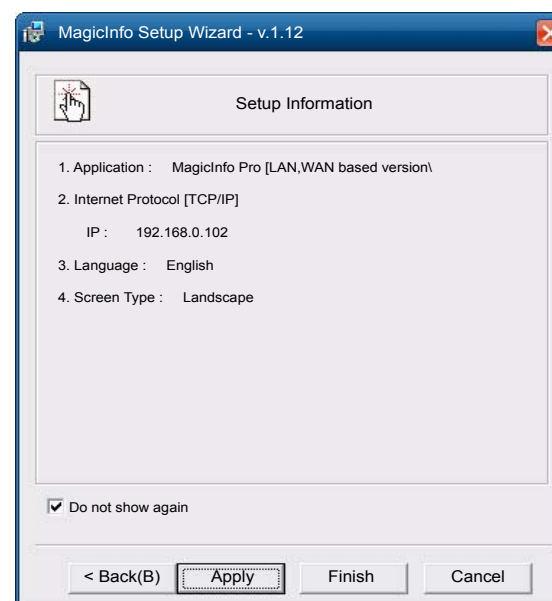 MagicInfo Setup Wizard - v.1.12
Setup Information
1. Application : MagicInfo Pro [LAN,WAN based version\
2. Internet Protocol [TCP/IP]
IP : 192.168.0.102
3. Language : English
4. Screen Type : Landscape
Do not show again
< Back(B) Apply Finish Cancel